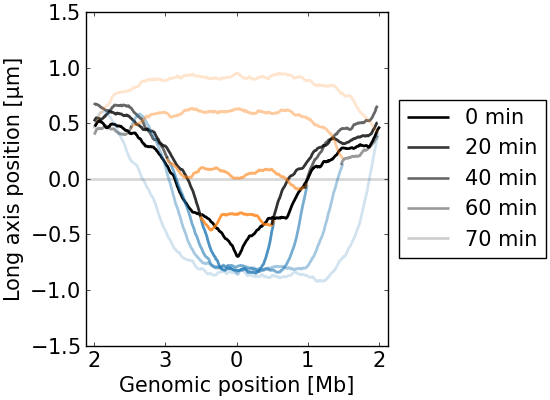 1.5
1.0
0.5
0.0
−0.5
−1.0
−1.5
Long axis position [μm]
2 3 0 1 2
Genomic position [Mb]
0 min
20 min
40 min
60 min
70 min